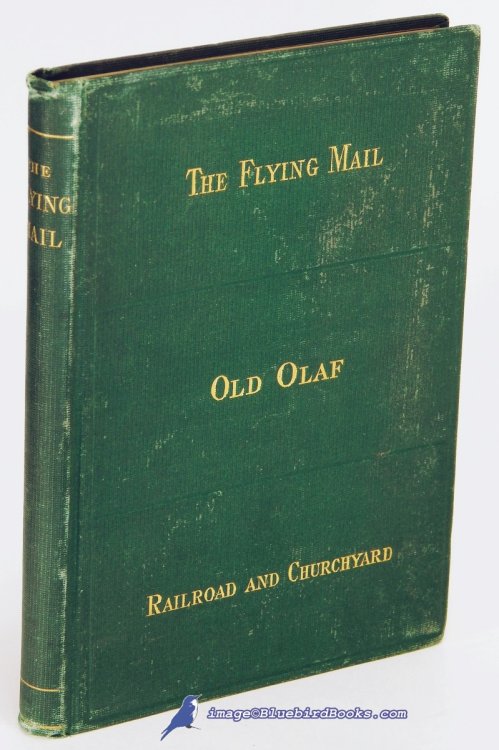 THE FLYING MAIL
OLD OLAF
RAILROAD AND CHURCHYARD
THE
FLYING
MAIL
image©BluebirdBooks.com